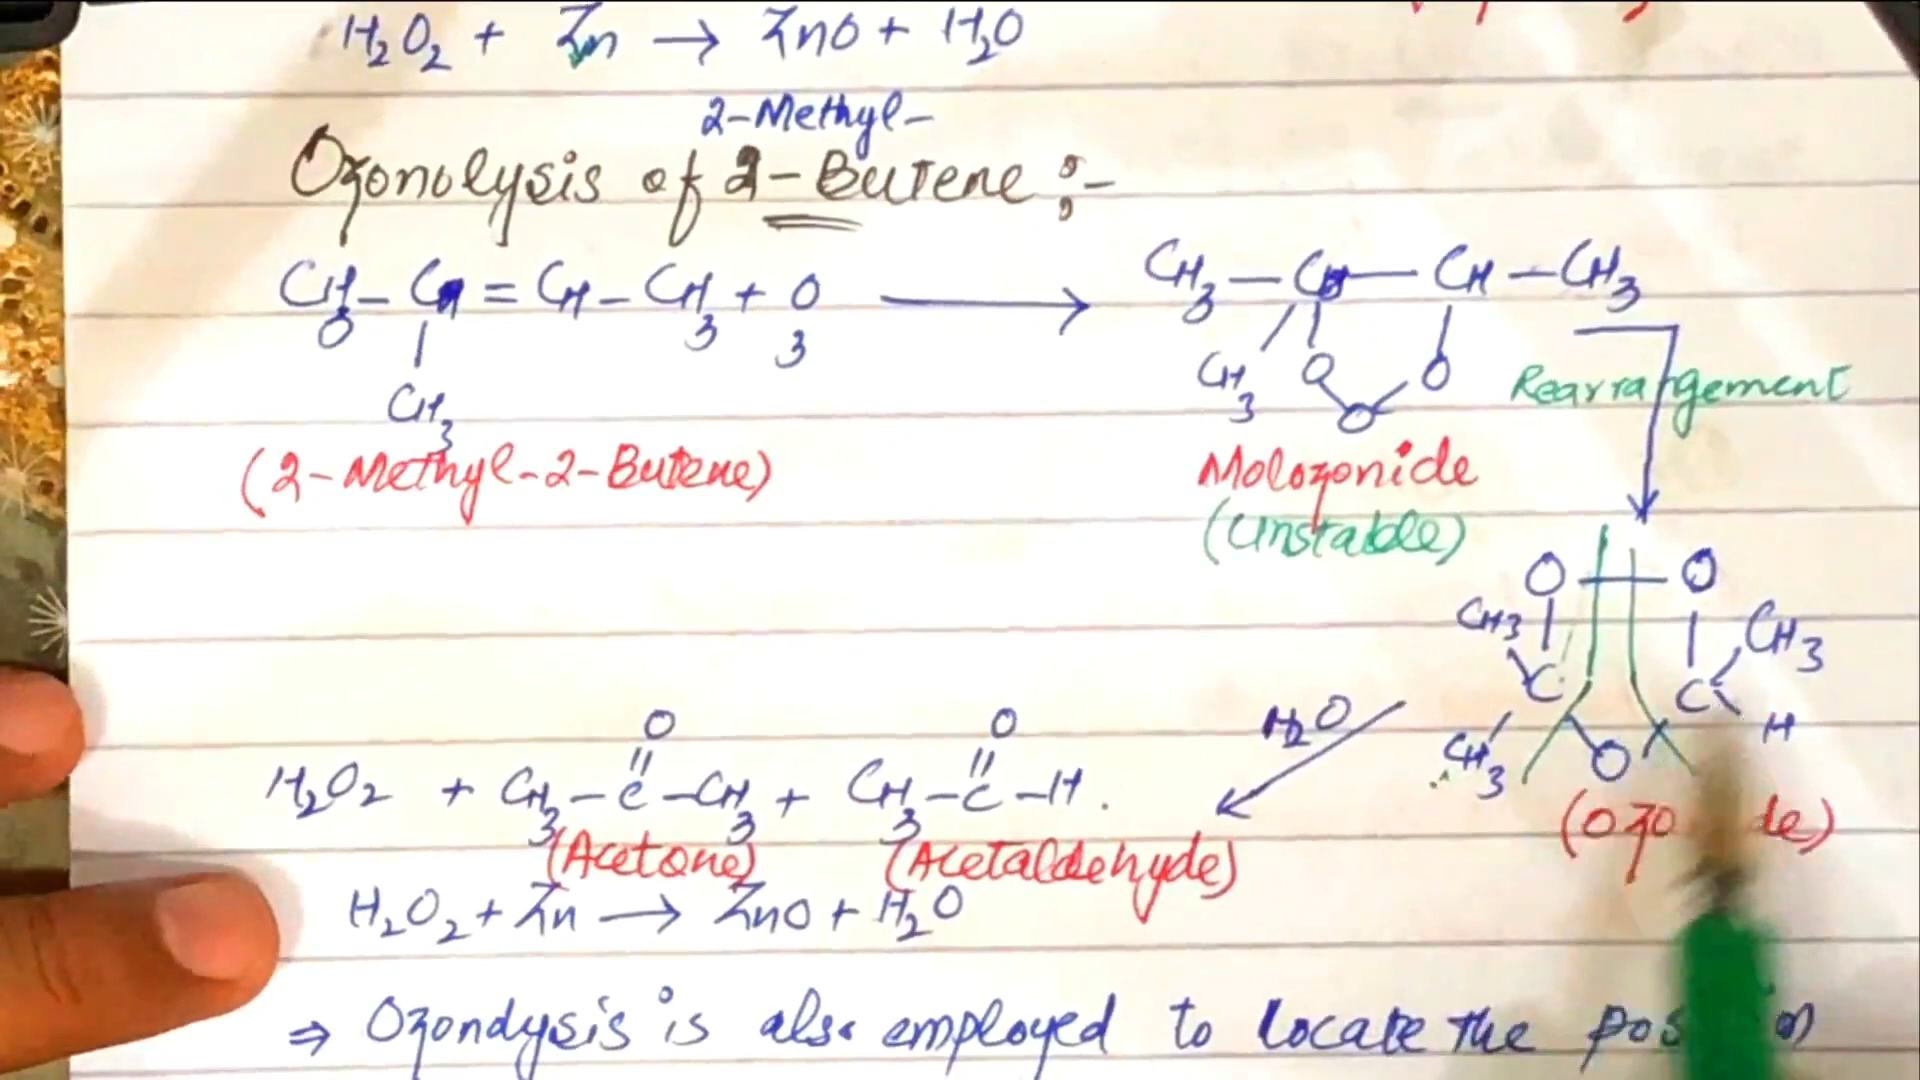 H₂O₂ + Zn → ZnO + H₂O
2-Methyl-
Ozonolysis of 2-Butene :-
CH₃ - C = CH - CH₃ + O₃ → CH₃ - C - CH - CH₃
CH₃
CH₃ O O
O
Rearrangement
(2-Methyl-2-Butene)
Molozonide
(Unstable)
O - O
CH₃ CH₃
C C
CH₃ O H
H₂O
O O
H₂O₂ + CH₃ - C - CH₃ + CH₃ - C - H .
(Acetone) (Acetaldehyde)
H₂O₂ + Zn → ZnO + H₂O
⇒ Ozonolysis is also employed to locate the